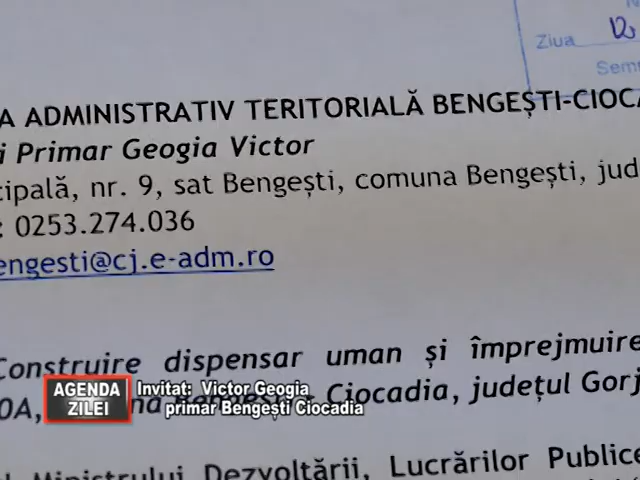 Ziua
Semn
A ADMINISTRATIV TERITORIALĂ BENGEȘTI-CIOCA
i Primar Geogia Victor
cipală, nr. 9, sat Bengești, comuna Bengești, jud
: 0253.274.036
engesti@cj.e-adm.ro
Construire dispensar uman și împrejmuire
0A, Ciocadia, județul Gorj
AGENDA ZILEI
Invitat: Victor Geogia
primar Bengești Ciocadia
Ministrului Dezvoltării, Lucrărilor Publice